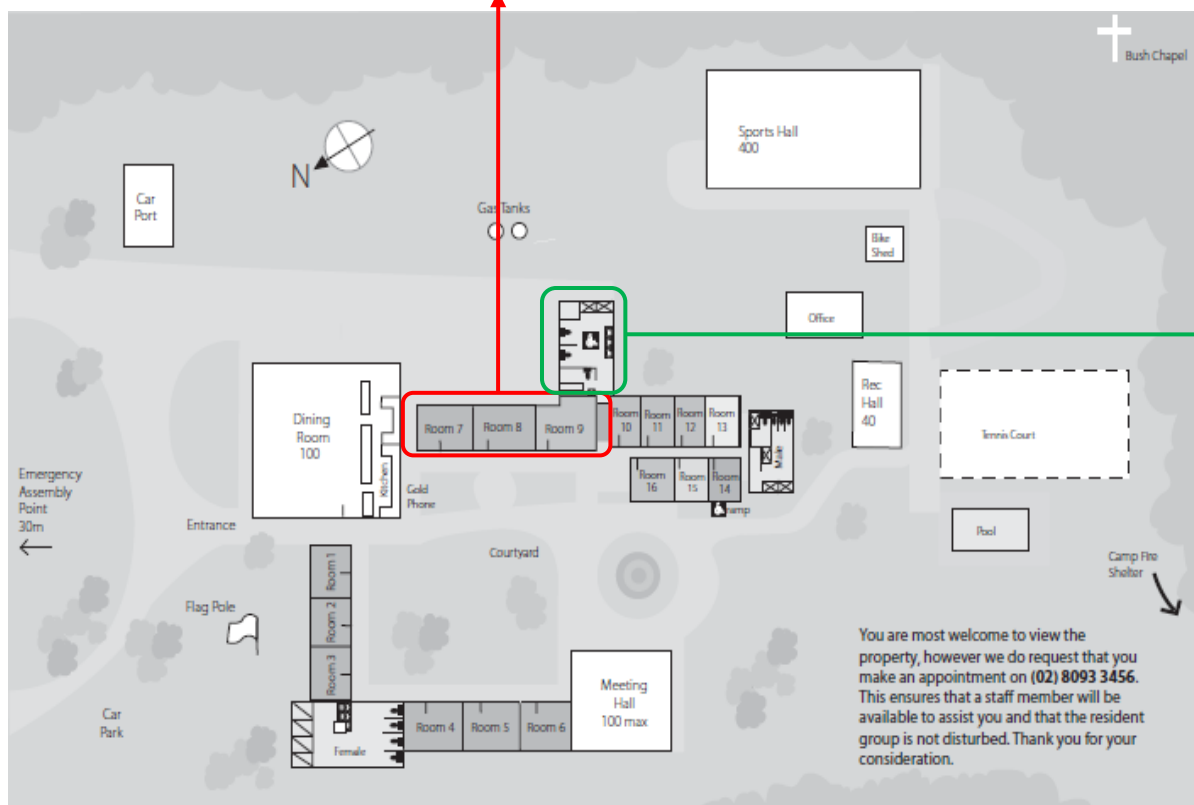 Bush Chapel
Sports Hall
400
N
Car
Port
Gas Tanks
Bike
Shed
Office
Dining
Room
100
Kitchen
Room 7
Room 8
Room 9
Room
10
Room
11
Room
12
Room
13
Rec
Hall
40
Tennis Court
Male
Room
16
Room
15
Room
14
ramp
Emergency
Assembly
Point
30m
Gold
Phone
Entrance
Pool
Courtyard
Camp Fire
Shelter
Room 1
Room 2
Room 3
Flag Pole
You are most welcome to view the
property, however we do request that you
make an appointment on (02) 8093 3456.
This ensures that a staff member will be
available to assist you and that the resident
group is not disturbed. Thank you for your
consideration.
Meeting
Hall
100 max
Car
Park
Room 4
Room 5
Room 6
Female